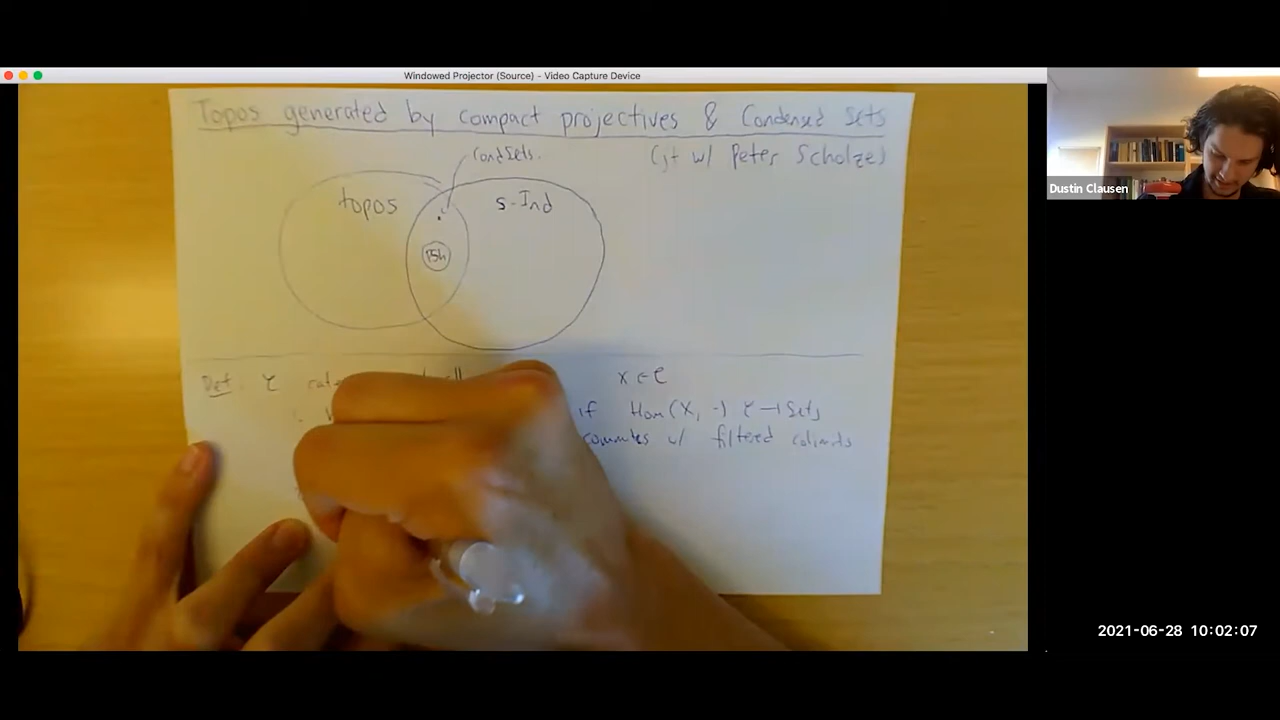 Windowed Projector (Source) - Video Capture Device
Topos generated by compact projectives & Condensed Sets
(jt w/ Peter Scholze)
CondSets.
topos
s-Ind
PSh
Dustin Clausen
Def: C
X ∈ C
if Hom(X, -) C → Sets
commutes w/ filtered colimits
2021-06-28 10:02:07